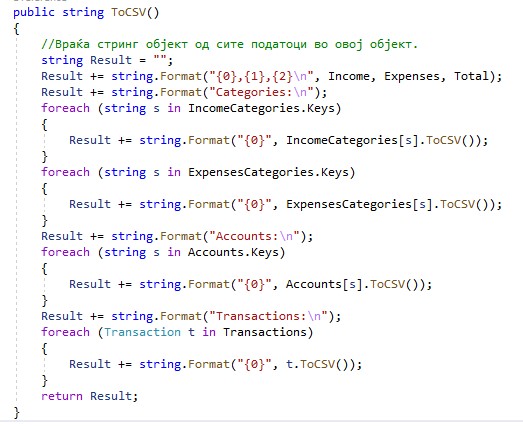 public string ToCSV()
{
    //Враќа стринг објект од сите податоци во овој објект.
    string Result = "";
    Result += string.Format("{0},{1},{2}\n", Income, Expenses, Total);
    Result += string.Format("Categories:\n");
    foreach (string s in IncomeCategories.Keys)
    {
        Result += string.Format("{0}", IncomeCategories[s].ToCSV());
    }
    foreach (string s in ExpensesCategories.Keys)
    {
        Result += string.Format("{0}", ExpensesCategories[s].ToCSV());
    }
    Result += string.Format("Accounts:\n");
    foreach (string s in Accounts.Keys)
    {
        Result += string.Format("{0}", Accounts[s].ToCSV());
    }
    Result += string.Format("Transactions:\n");
    foreach (Transaction t in Transactions)
    {
        Result += string.Format("{0}", t.ToCSV());
    }
    return Result;
}